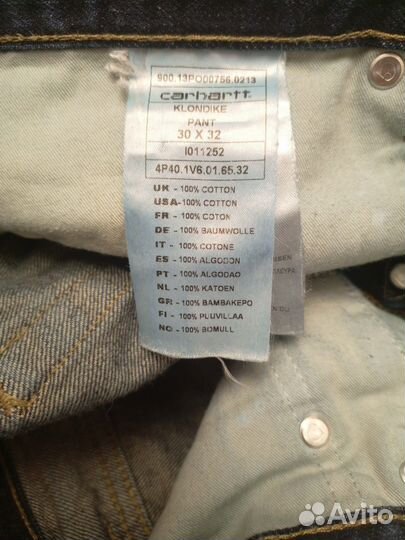 900.13PO00756.0213
carhartt
KLONDIKE
PANT
30 X 32
I011252
4P40.1V6.01.65.32
UK - 100% COTTON
USA- 100% COTTON
FR - 100% COTON
DE - 100% BAUMWOLLE
IT - 100% COTONE
ES - 100% ALGODON
PT - 100% ALGODAO
NL - 100% KATOEN
GR - 100% BAMBAKEPO
FI - 100% PUUVILLAA
NO - 100% BOMULL
Avito